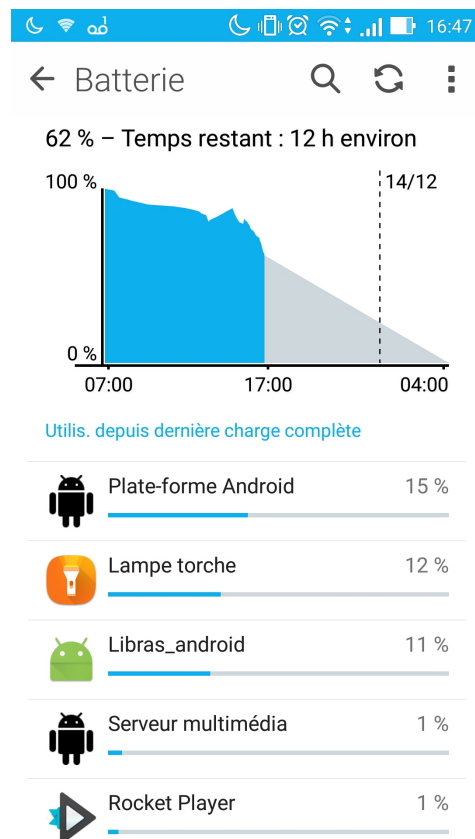 16:47
Batterie
62 % – Temps restant : 12 h environ
100 %
14/12
0 %
07:00 17:00 04:00
Utilis. depuis dernière charge complète
Plate-forme Android 15 %
Lampe torche 12 %
Libras_android 11 %
Serveur multimédia 1 %
Rocket Player 1 %